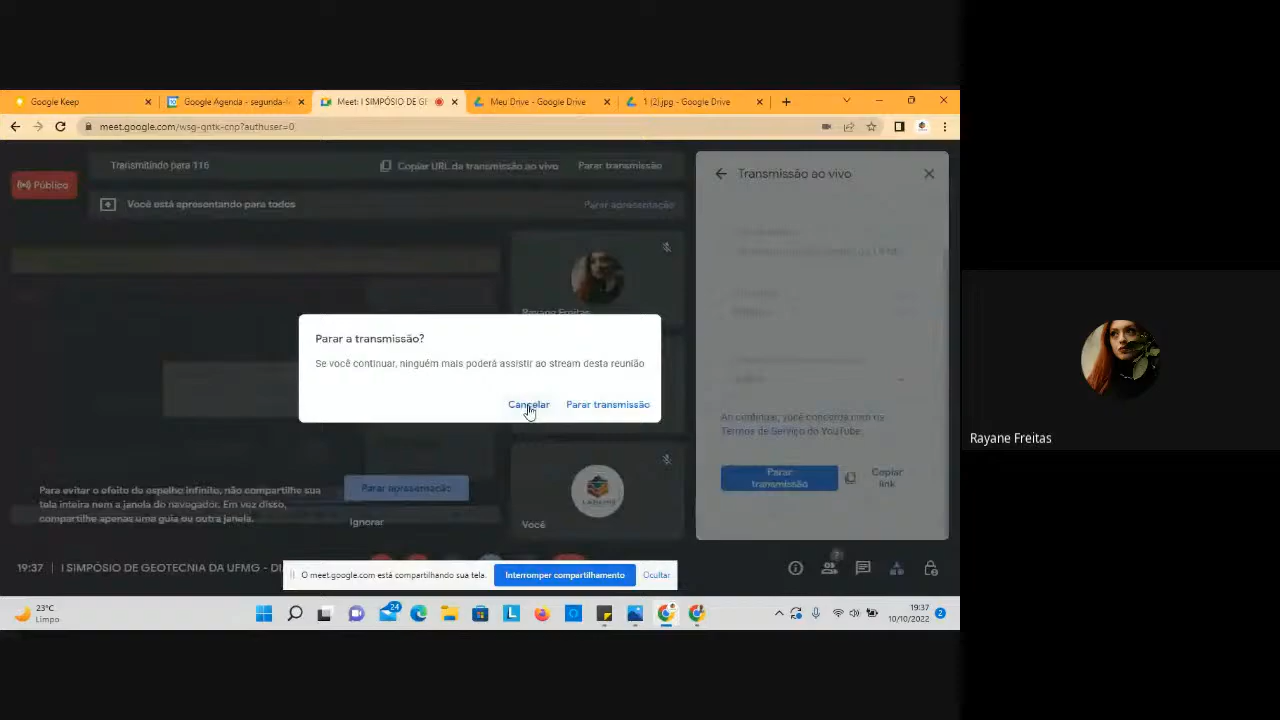 Google Keep
Google Agenda - segunda-f
Meet: I SIMPÓSIO DE GE
Meu Drive - Google Drive
1 (2).jpg - Google Drive
meet.google.com/wsg-qntk-cnp?authuser=0
Transmitindo para 116
Copiar URL da transmissão ao vivo
Parar transmissão
Público
Você está apresentando para todos
Parar apresentação
Transmissão ao vivo
Rayane Freitas
Parar a transmissão?
Se você continuar, ninguém mais poderá assistir ao stream desta reunião
Cancelar
Parar transmissão
Ao continuar, você concorda com os
Termos de Serviço do YouTube.
Parar
transmissão
Copiar
link
Para evitar o efeito de espelho infinito, não compartilhe sua
tela inteira nem a janela do navegador. Em vez disso,
compartilhe apenas uma guia ou outra janela.
Parar apresentação
Ignorar
Você
Rayane Freitas
19:37 | I SIMPÓSIO DE GEOTECNIA DA UFMG - DI
O meet.google.com está compartilhando sua tela.
Interromper compartilhamento
Ocultar
23°C
Limpo
24
19:37
10/10/2022
2